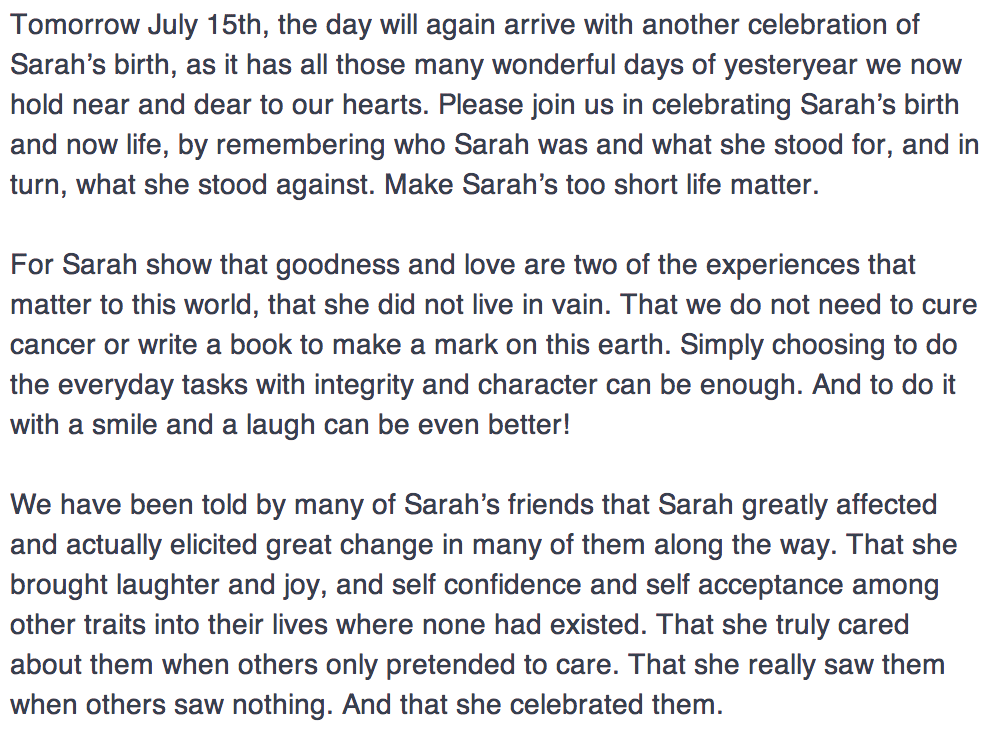 Tomorrow July 15th, the day will again arrive with another celebration of
Sarah’s birth, as it has all those many wonderful days of yesteryear we now
hold near and dear to our hearts. Please join us in celebrating Sarah’s birth
and now life, by remembering who Sarah was and what she stood for, and in
turn, what she stood against. Make Sarah’s too short life matter.
For Sarah show that goodness and love are two of the experiences that
matter to this world, that she did not live in vain. That we do not need to cure
cancer or write a book to make a mark on this earth. Simply choosing to do
the everyday tasks with integrity and character can be enough. And to do it
with a smile and a laugh can be even better!
We have been told by many of Sarah’s friends that Sarah greatly affected
and actually elicited great change in many of them along the way. That she
brought laughter and joy, and self confidence and self acceptance among
other traits into their lives where none had existed. That she truly cared
about them when others only pretended to care. That she really saw them
when others saw nothing. And that she celebrated them.